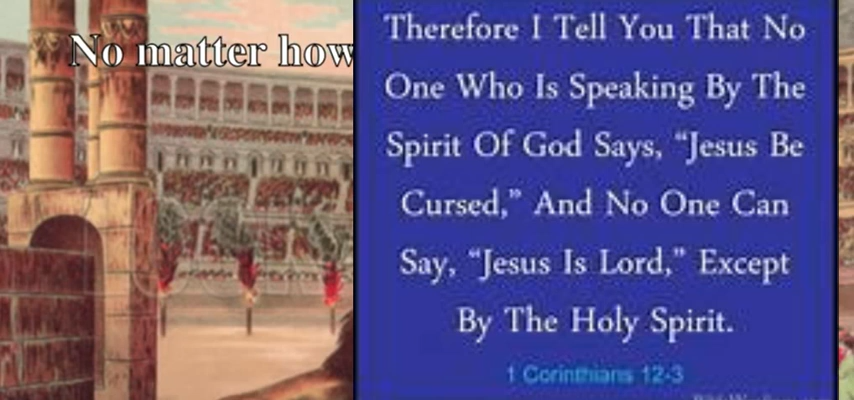 No matter how
Therefore I Tell You That No
One Who Is Speaking By The
Spirit Of God Says, “Jesus Be
Cursed,” And No One Can
Say, “Jesus Is Lord,” Except
By The Holy Spirit.
1 Corinthians 12-3